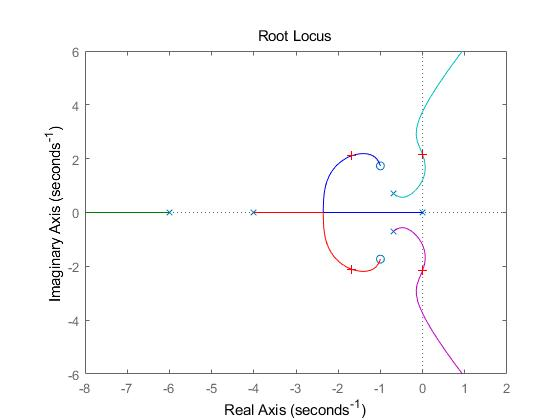 Root Locus
Imaginary Axis (seconds⁻¹)
6
4
2
0
-2
-4
-6
-8 -7 -6 -5 -4 -3 -2 -1 0 1 2
Real Axis (seconds⁻¹)